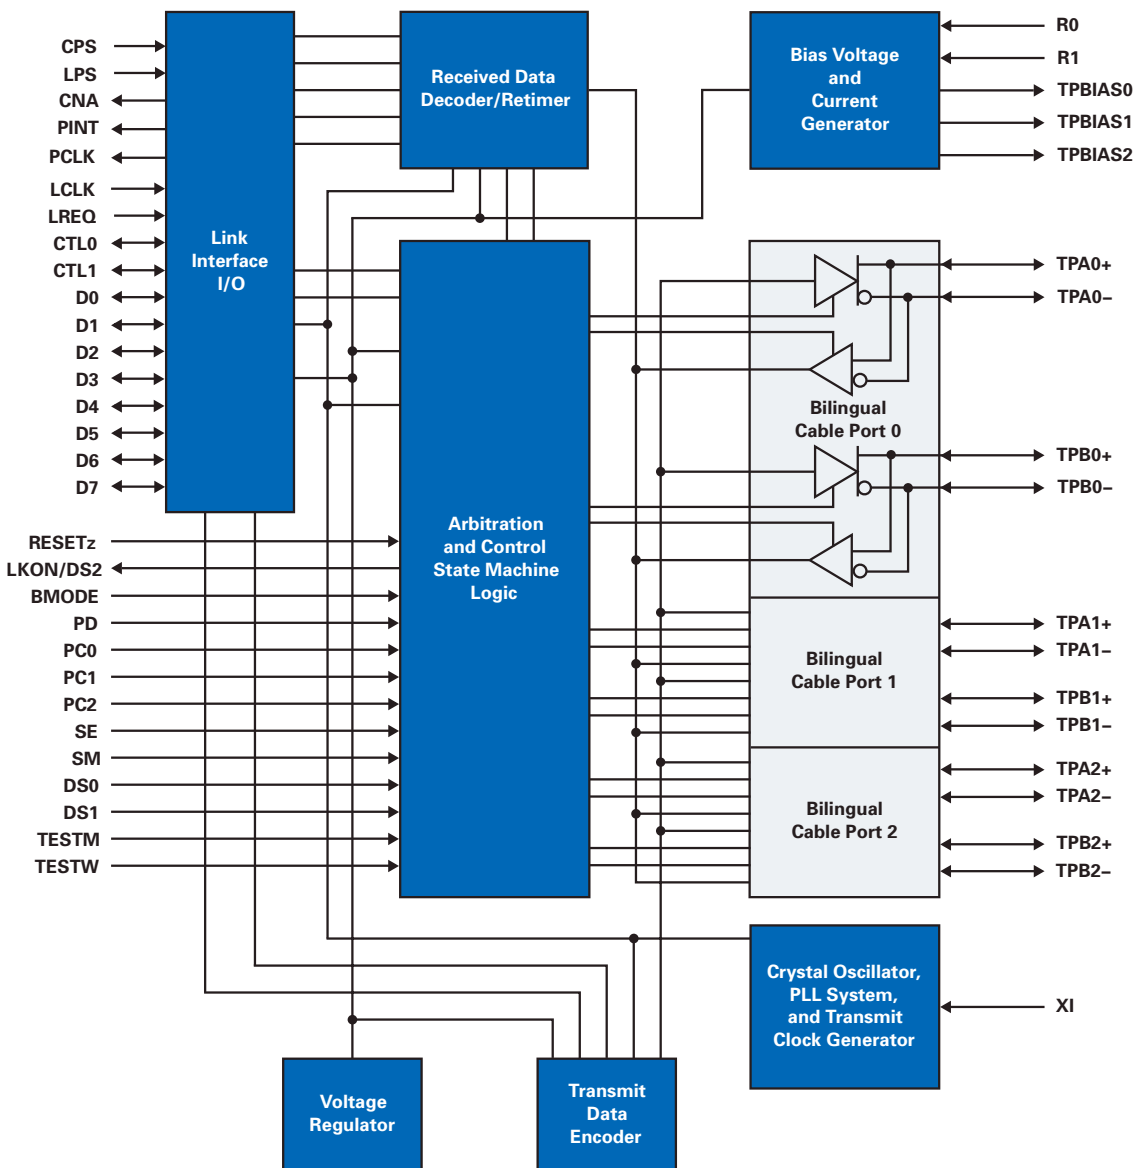 CPS
LPS
CNA
PINT
PCLK
LCLK
LREQ
CTL0
CTL1
D0
D1
D2
D3
D4
D5
D6
D7
RESETz
LKON/DS2
BMODE
PD
PC0
PC1
PC2
SE
SM
DS0
DS1
TESTM
TESTW
Link
Interface
I/O
Received Data
Decoder/Retimer
Arbitration
and Control
State Machine
Logic
Bias Voltage
and
Current
Generator
Bilingual
Cable Port 0
Bilingual
Cable Port 1
Bilingual
Cable Port 2
Crystal Oscillator,
PLL System,
and Transmit
Clock Generator
Voltage
Regulator
Transmit
Data
Encoder
R0
R1
TPBIAS0
TPBIAS1
TPBIAS2
TPA0+
TPA0–
TPB0+
TPB0–
TPA1+
TPA1–
TPB1+
TPB1–
TPA2+
TPA2–
TPB2+
TPB2–
XI